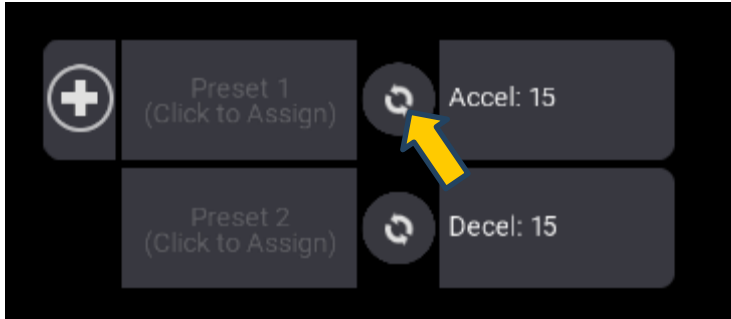 Preset 1
(Click to Assign)
Accel: 15
Preset 2
(Click to Assign)
Decel: 15